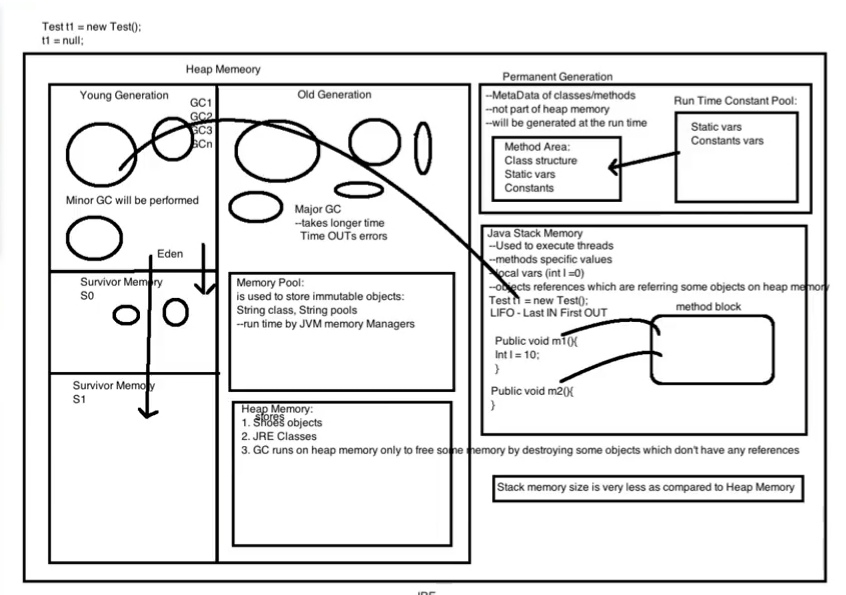 Test t1 = new Test();
t1 = null;
Heap Memeory
Young Generation
GC1
GC2
GC3
GCn
Minor GC will be performed
Eden
Survivor Memory
S0
Survivor Memory
S1
Old Generation
Major GC
--takes longer time
Time OUTs errors
Memory Pool:
is used to store immutable objects:
String class, String pools
--run time by JVM memory Managers
Heap Memory:
stores
1. Shoes objects
2. JRE Classes
3. GC runs on heap memory only to free some memory by destroying some objects which don't have any references
Permanent Generation
--MetaData of classes/methods
--not part of heap memory
--will be generated at the run time
Method Area:
Class structure
Static vars
Constants
Run Time Constant Pool:
Static vars
Constants vars
Java Stack Memory
--Used to execute threads
--methods specific values
--local vars (int I =0)
--objects references which are referring some objects on heap memory
Test t1 = new Test();
LIFO - Last IN First OUT
method block
Public void m1(){
Int I = 10;
}
Public void m2(){
}
Stack memory size is very less as compared to Heap Memory